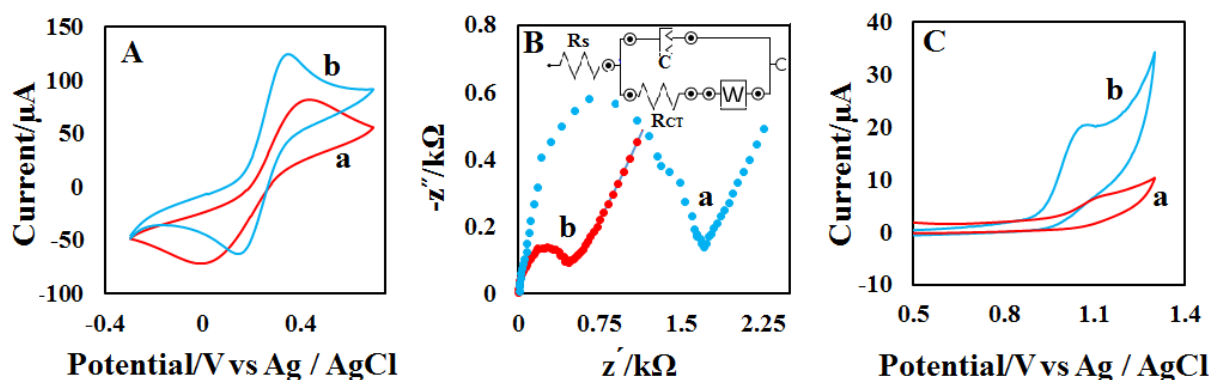 A
Current/µA
150
100
50
0
-50
-100
-0.4
0
0.4
b
a
Potential/V vs Ag / AgCl
B
-z″/kΩ
0.8
0.6
0.4
0.2
0
0
0.75
1.5
2.25
Rs
C
RCT
W
a
b
z′/kΩ
C
Current/µA
40
30
20
10
0
-10
0.5
0.8
1.1
1.4
b
a
Potential/V vs Ag / AgCl